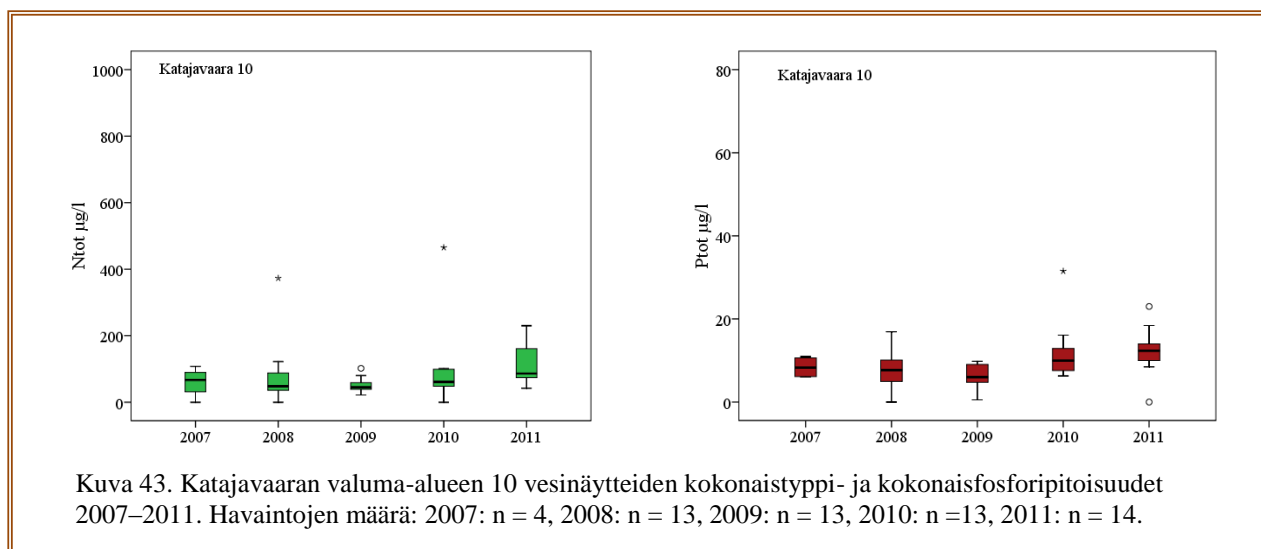 Katajavaara 10
1000
800
600
400
200
0
Ntot µg/l
2007 2008 2009 2010 2011
Katajavaara 10
80
60
40
20
0
Ptot µg/l
2007 2008 2009 2010 2011
Kuva 43. Katajavaaran valuma-alueen 10 vesinäytteiden kokonaistyppi- ja kokonaisfosforipitoisuudet
2007–2011. Havaintojen määrä: 2007: n = 4, 2008: n = 13, 2009: n = 13, 2010: n =13, 2011: n = 14.